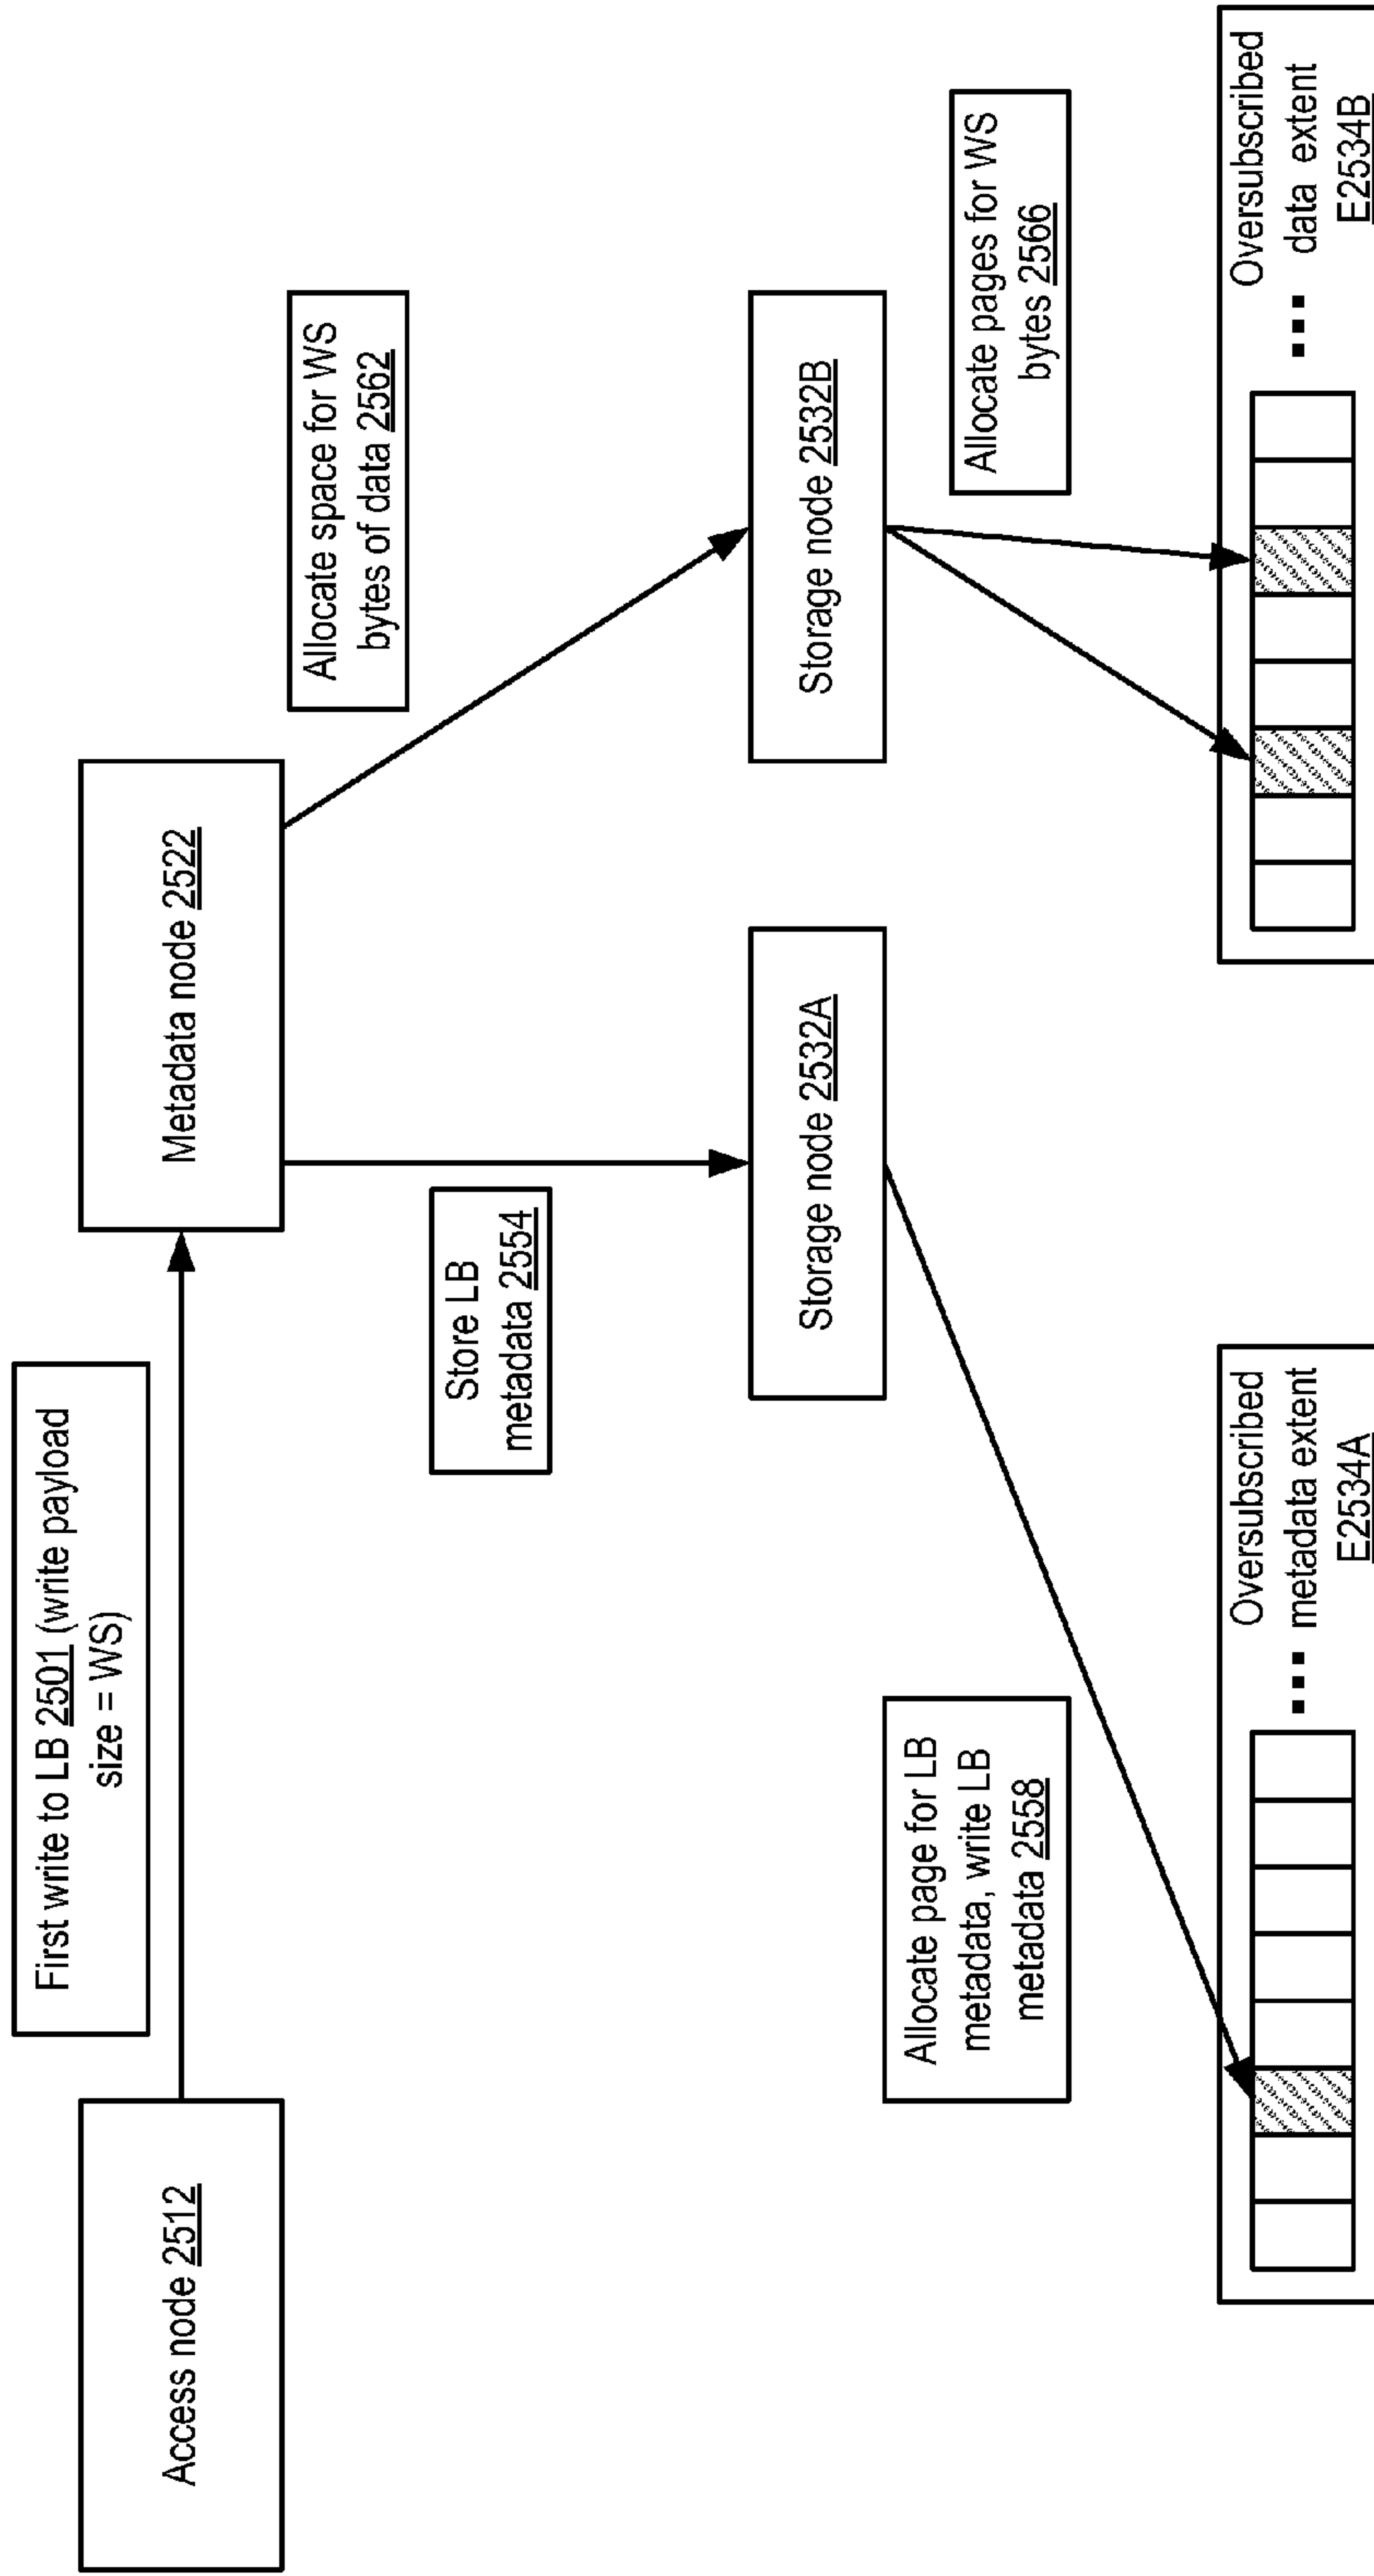 First write to LB 2501 (write payload
size = WS)
Access node 2512
Metadata node 2522
Allocate space for WS
bytes of data 2562
Store LB
metadata 2554
Storage node 2532A
Storage node 2532B
Allocate page for LB
metadata, write LB
metadata 2558
Allocate pages for WS
bytes 2566
Oversubscribed
metadata extent
E2534A
Oversubscribed
data extent
E2534B